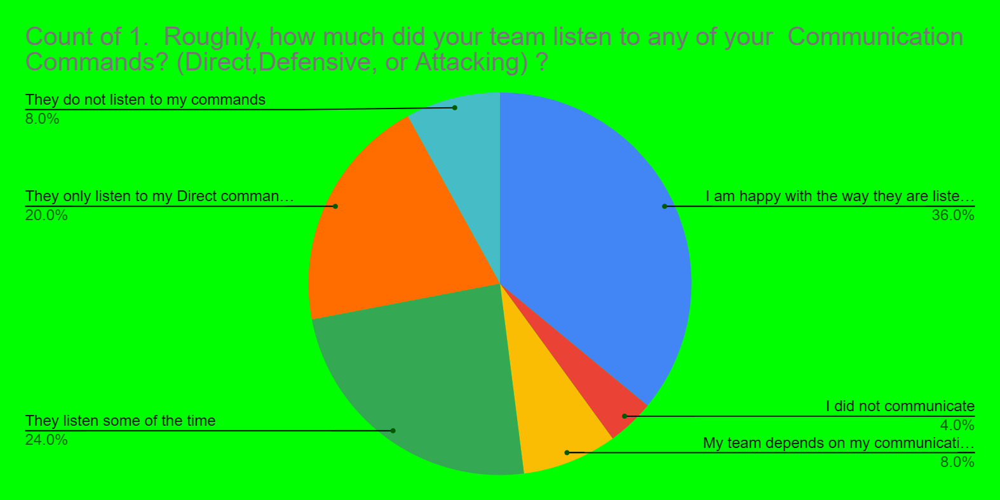 Count of 1.  Roughly, how much did your team listen to any of your  Communication
Commands? (Direct,Defensive, or Attacking) ?
They do not listen to my commands
8.0%
They only listen to my Direct comman…
20.0%
I am happy with the way they are liste…
36.0%
They listen some of the time
24.0%
I did not communicate
4.0%
My team depends on my communicati…
8.0%